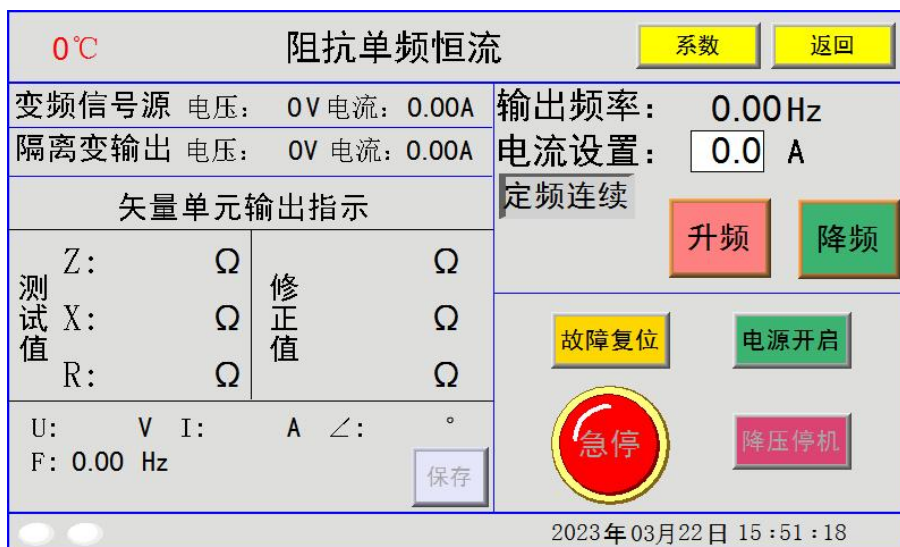 0℃ 阻抗单频恒流 系数 返回
变频信号源 电压: 0V 电流: 0.00A
隔离变输出 电压: 0V 电流: 0.00A
输出频率: 0.00Hz
电流设置: 0.0 A
定频连续
升频 降频
矢量单元输出指示
测试值
Z: Ω
X: Ω
R: Ω
修正值
Ω
Ω
Ω
U: V I: A ∠: °
F: 0.00 Hz
保存
故障复位 电源开启
急停 降压停机
2023年03月22日 15:51:18